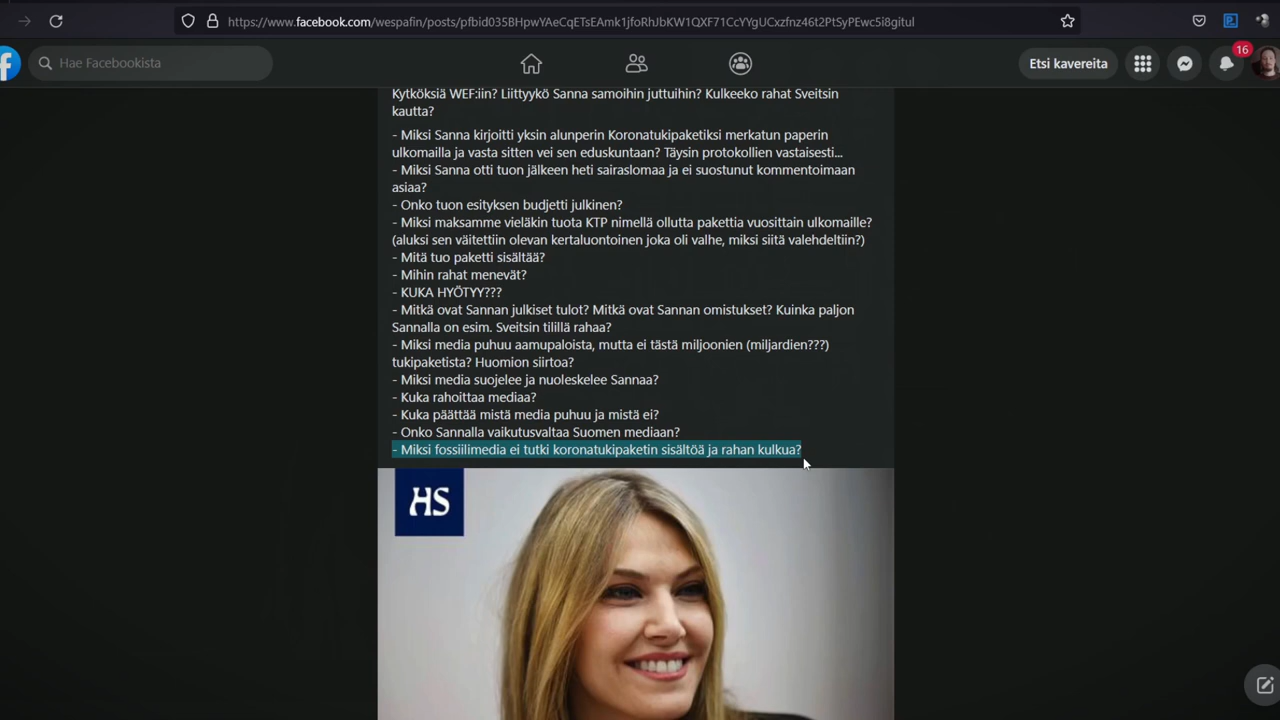 https://www.facebook.com/wespafin/posts/pfbid035BHpwYAeCqETsEAmk1jfoRhJbKW1QXF71CcYYgUCxzfnz46t2PtSyPEwc5i8gitul
Hae Facebookista
Etsi kavereita
16
Kytköksiä WEF:iin? Liittyykö Sanna samoihin juttuihin? Kulkeeko rahat Sveitsin
kautta?
- Miksi Sanna kirjoitti yksin alunperin Koronatukipaketiksi merkatun paperin
ulkomailla ja vasta sitten vei sen eduskuntaan? Täysin protokollien vastaisesti...
- Miksi Sanna otti tuon jälkeen heti sairaslomaa ja ei suostunut kommentoimaan
asiaa?
- Onko tuon esityksen budjetti julkinen?
- Miksi maksamme vieläkin tuota KTP nimellä ollutta pakettia vuosittain ulkomaille?
(aluksi sen väitettiin olevan kertaluontoinen joka oli valhe, miksi siitä valehdeltiin?)
- Mitä tuo paketti sisältää?
- Mihin rahat menevät?
- KUKA HYÖTYY???
- Mitkä ovat Sannan julkiset tulot? Mitkä ovat Sannan omistukset? Kuinka paljon
Sannalla on esim. Sveitsin tilillä rahaa?
- Miksi media puhuu aamupaloista, mutta ei tästä miljoonien (miljardien???)
tukipaketista? Huomion siirtoa?
- Miksi media suojelee ja nuoleskelee Sannaa?
- Kuka rahoittaa mediaa?
- Kuka päättää mistä media puhuu ja mistä ei?
- Onko Sannalla vaikutusvaltaa Suomen mediaan?
- Miksi fossiilimedia ei tutki koronatukipaketin sisältöä ja rahan kulkua?
HS